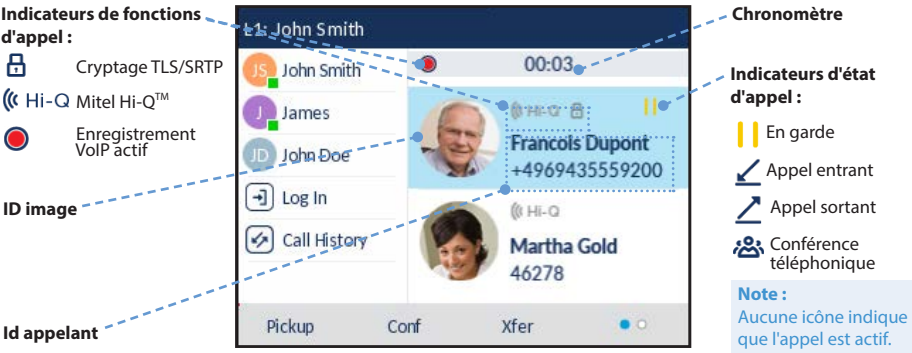 Indicateurs de fonctions
d'appel :
Cryptage TLS/SRTP
Hi-Q Mitel Hi-Q™
Enregistrement
VoIP actif
ID image
Id appelant
L1: John Smith
JS John Smith
J James
JD John Doe
Log In
Call History
00:03
Hi-Q
Francois Dupont
+4969435559200
Hi-Q
Martha Gold
46278
Pickup Conf Xfer
Chronomètre
Indicateurs d'état
d'appel :
En garde
Appel entrant
Appel sortant
Conférence
téléphonique
Note :
Aucune icône indique
que l'appel est actif.